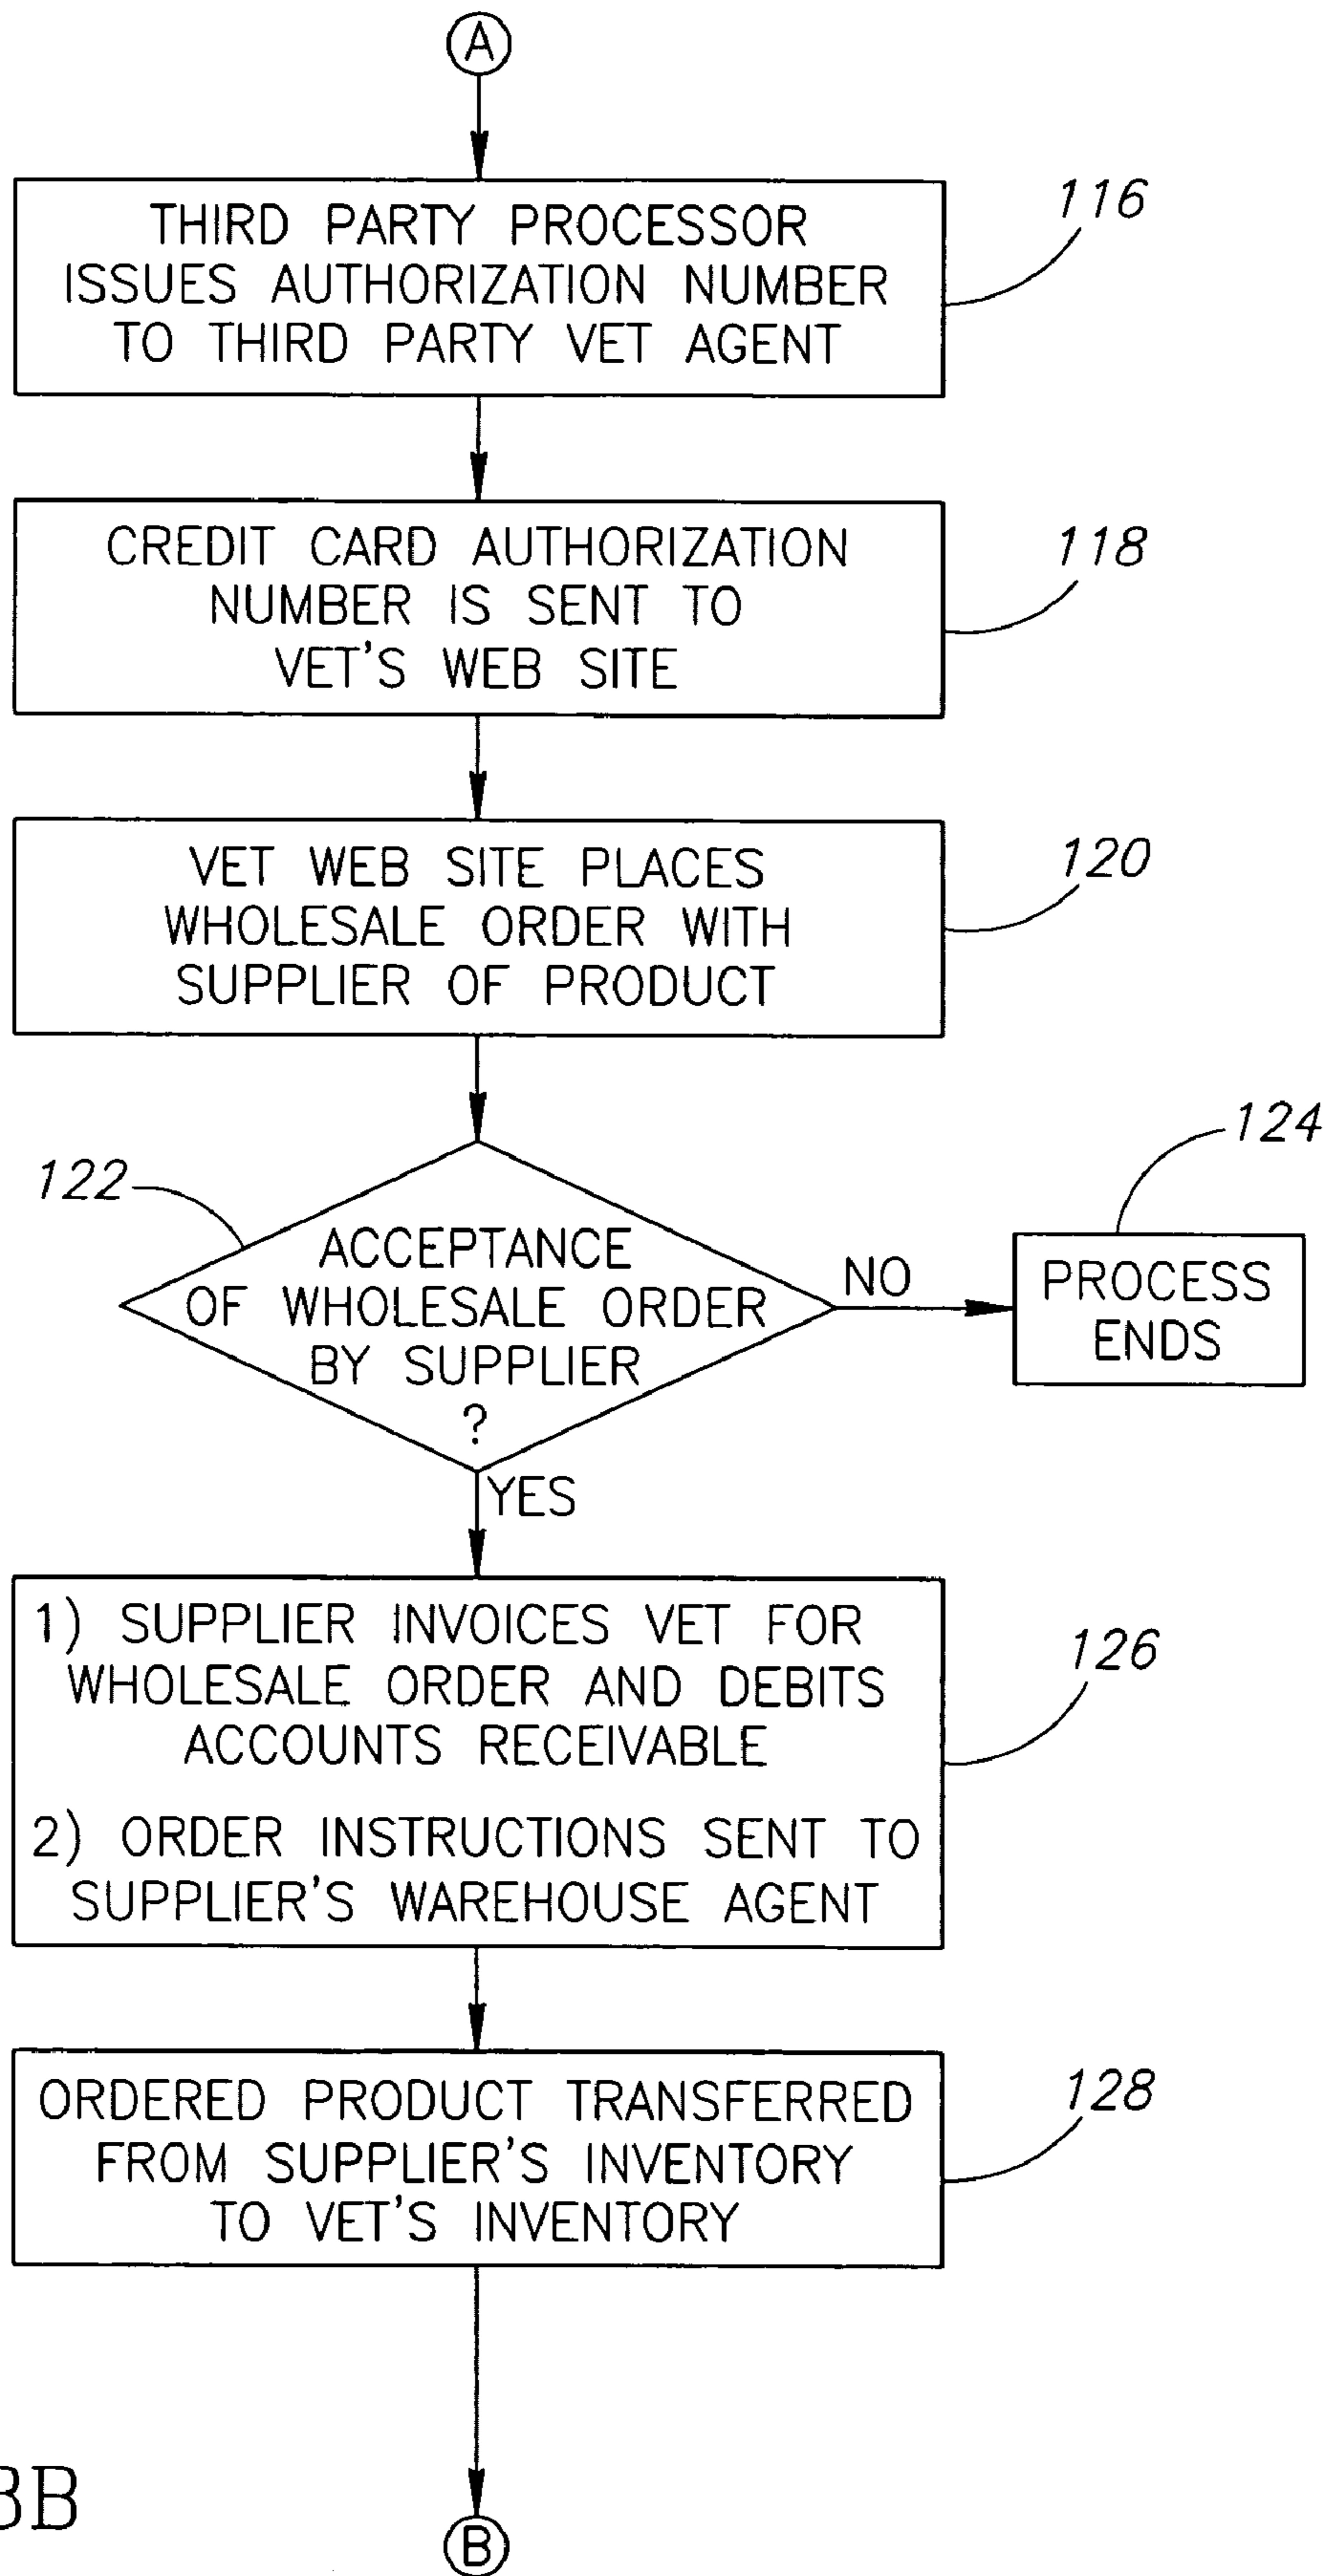 A
THIRD PARTY PROCESSOR
ISSUES AUTHORIZATION NUMBER
TO THIRD PARTY VET AGENT
116
CREDIT CARD AUTHORIZATION
NUMBER IS SENT TO
VET'S WEB SITE
118
VET WEB SITE PLACES
WHOLESALE ORDER WITH
SUPPLIER OF PRODUCT
120
122
ACCEPTANCE
OF WHOLESALE ORDER
BY SUPPLIER
?
NO
124
PROCESS
ENDS
YES
1) SUPPLIER INVOICES VET FOR
WHOLESALE ORDER AND DEBITS
ACCOUNTS RECEIVABLE
2) ORDER INSTRUCTIONS SENT TO
SUPPLIER'S WAREHOUSE AGENT
126
ORDERED PRODUCT TRANSFERRED
FROM SUPPLIER'S INVENTORY
TO VET'S INVENTORY
128
B